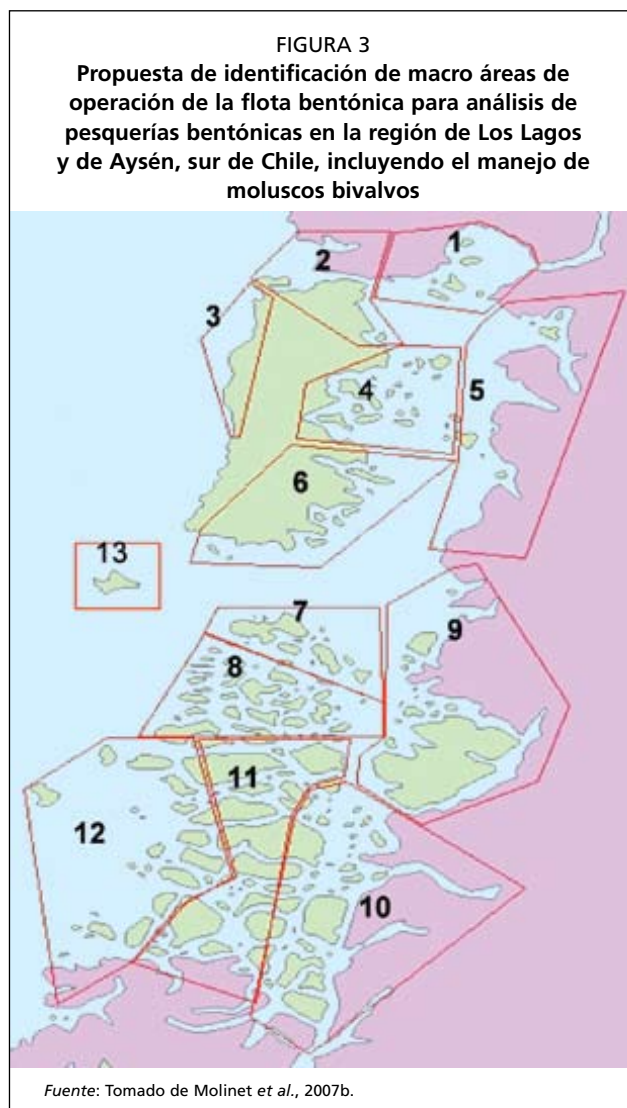 FIGURA 3
Propuesta de identificación de macro áreas de
operación de la flota bentónica para análisis de
pesquerías bentónicas en la región de Los Lagos
y de Aysén, sur de Chile, incluyendo el manejo de
moluscos bivalvos
1
2
3
4
5
6
13
7
9
8
11
12
10
Fuente: Tomado de Molinet et al., 2007b.